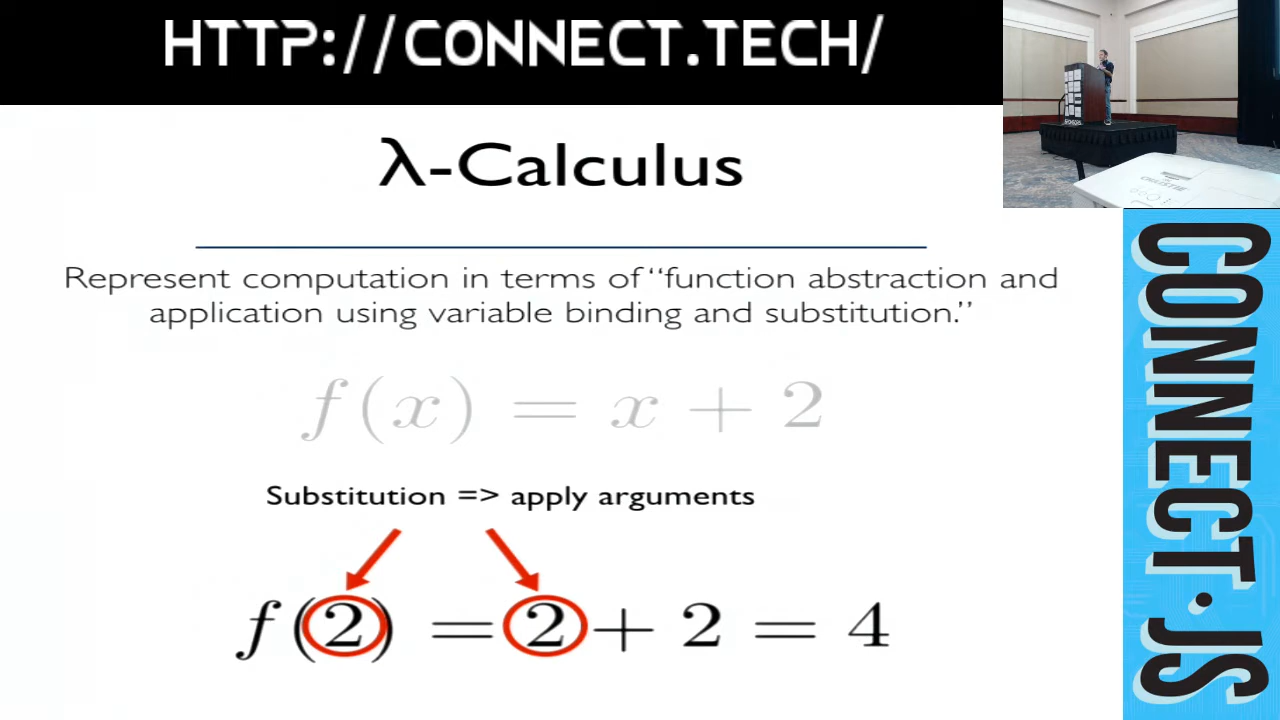 HTTP://CONNECT.TECH/
λ-Calculus
Represent computation in terms of “function abstraction and
application using variable binding and substitution.”
f(x) = x + 2
Substitution => apply arguments
f(2) = 2 + 2 = 4
CONNECT.JS
CHRISTIE